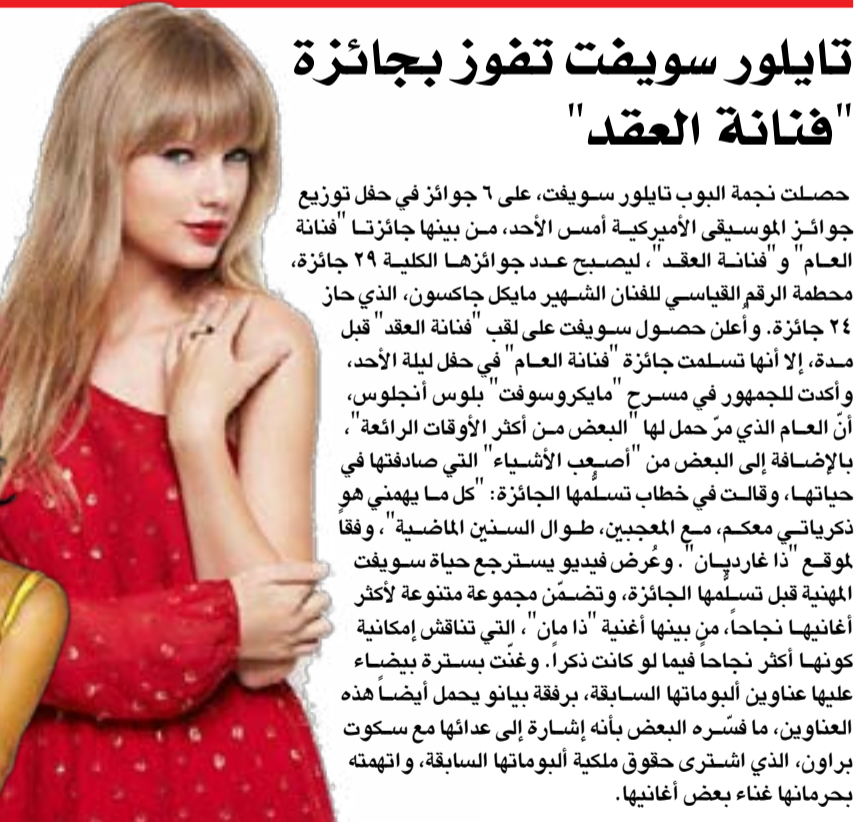 تايلور سويفت تفوز بجائزة
"فنانة العقد"
حصلت نجمة البوب تايلور سويفت، على ٦ جوائز في حفل توزيع
جوائز الموسيقى الأميركية أمس الأحد، من بينها جائزتا "فنانة
العام" و"فنانة العقد"، ليصبح عدد جوائزها الكلية ٢٩ جائزة،
محطمة الرقم القياسي للفنان الشهير مايكل جاكسون، الذي حاز
٢٤ جائزة. وأُعلن حصول سويفت على لقب "فنانة العقد" قبل
مدة، إلا أنها تسلمت جائزة "فنانة العام" في حفل ليلة الأحد،
وأكدت للجمهور في مسرح "مايكروسوفت" بلوس أنجلوس،
أنّ العام الذي مرّ حمل لها "البعض من أكثر الأوقات الرائعة"،
بالإضافة إلى البعض من "أصعب الأشياء" التي صادفتها في
حياتها، وقالت في خطاب تسلُّمها الجائزة: "كل ما يهمني هو
ذكرياتي معكم، مع المعجبين، طوال السنين الماضية"، وفقاً
لموقع "ذا غارديان". وعُرض فيديو يسترجع حياة سويفت
المهنية قبل تسلُّمها الجائزة، وتضمّن مجموعة متنوعة لأكثر
أغانيها نجاحاً، من بينها أغنية "ذا مان"، التي تناقش إمكانية
كونها أكثر نجاحاً فيما لو كانت ذكراً. وغنّت بسترة بيضاء
عليها عناوين ألبوماتها السابقة، برفقة بيانو يحمل أيضاً هذه
العناوين، ما فسّره البعض بأنه إشارة إلى عدائها مع سكوت
براون، الذي اشترى حقوق ملكية ألبوماتها السابقة، واتهمته
بحرمانها غناء بعض أغانيها.